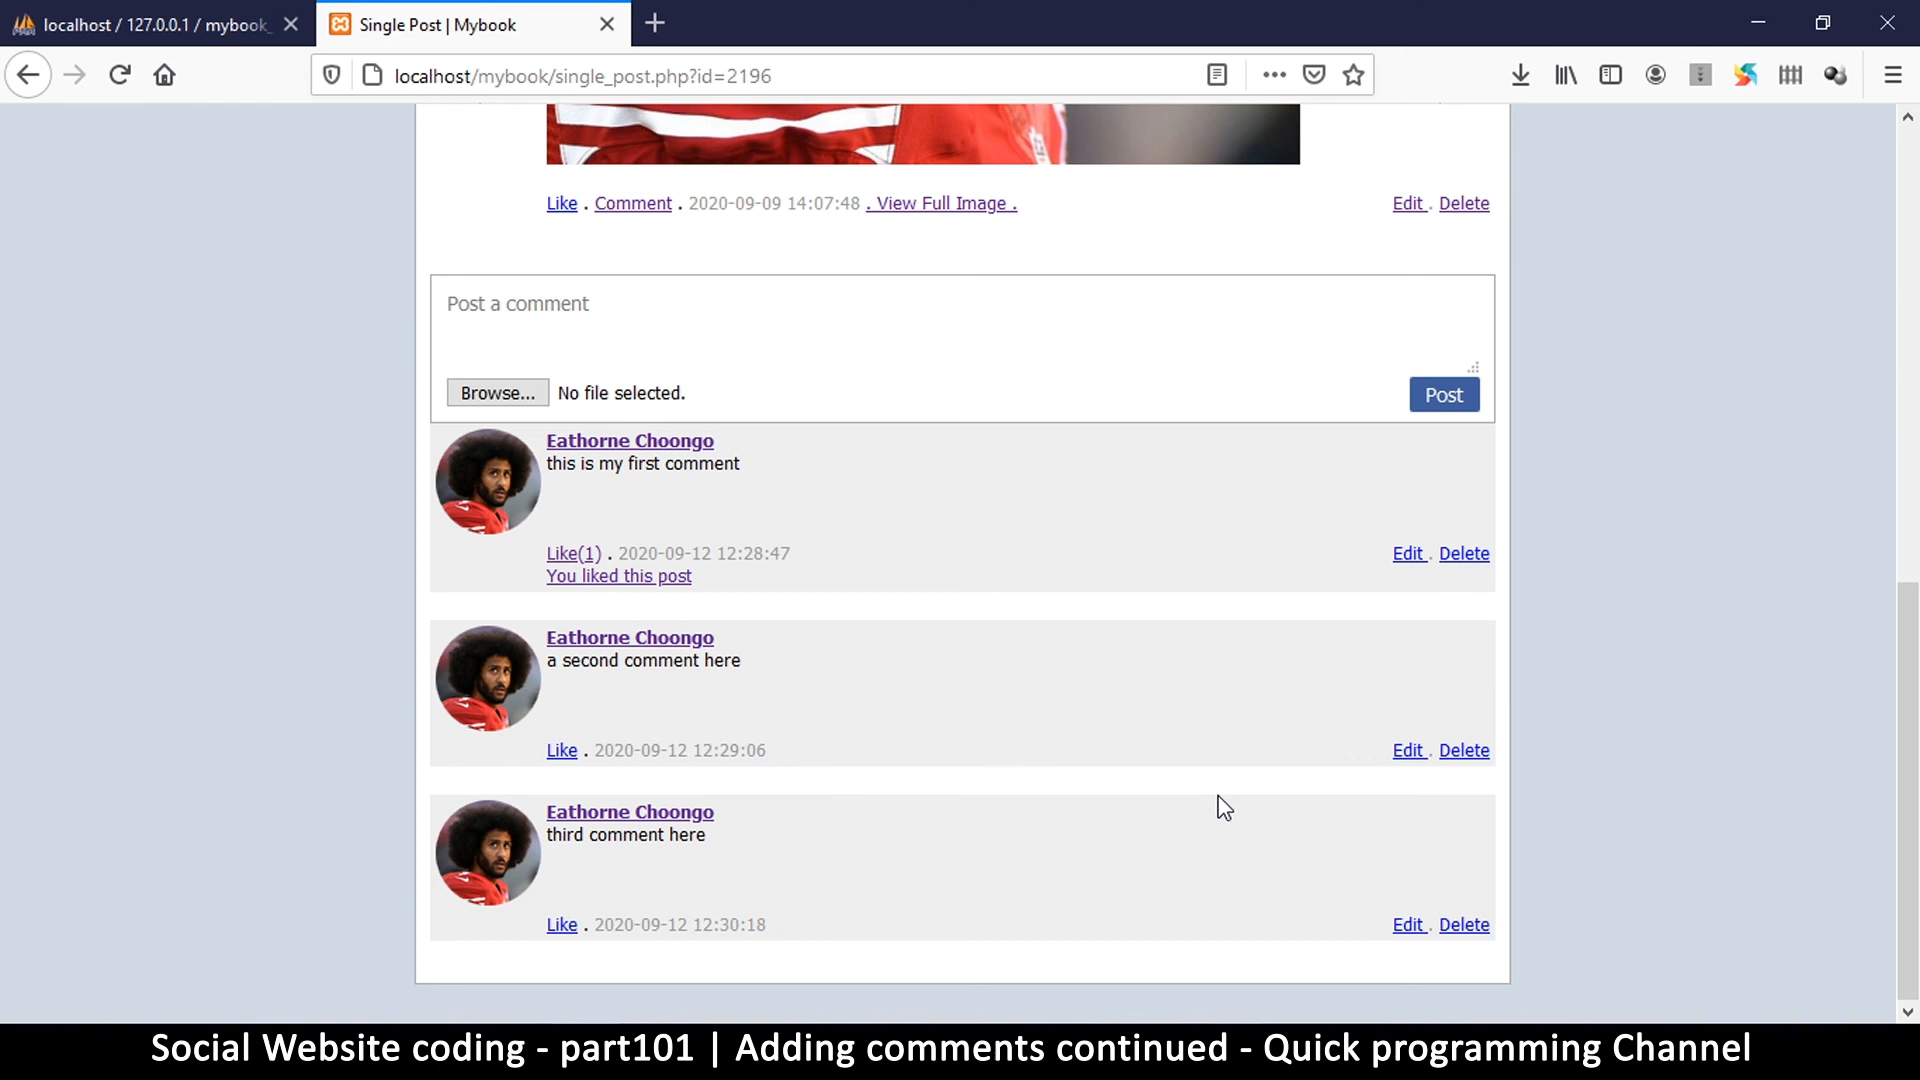 localhost / 127.0.0.1 / mybook_
Single Post | Mybook
localhost/mybook/single_post.php?id=2196
Like . Comment . 2020-09-09 14:07:48 . View Full Image .
Edit . Delete
Post a comment
Browse... No file selected.
Post
Eathorne Choongo
this is my first comment
Like(1) . 2020-09-12 12:28:47
Edit . Delete
You liked this post
Eathorne Choongo
a second comment here
Like . 2020-09-12 12:29:06
Edit . Delete
Eathorne Choongo
third comment here
Like . 2020-09-12 12:30:18
Edit . Delete
Social Website coding - part101 | Adding comments continued - Quick programming Channel